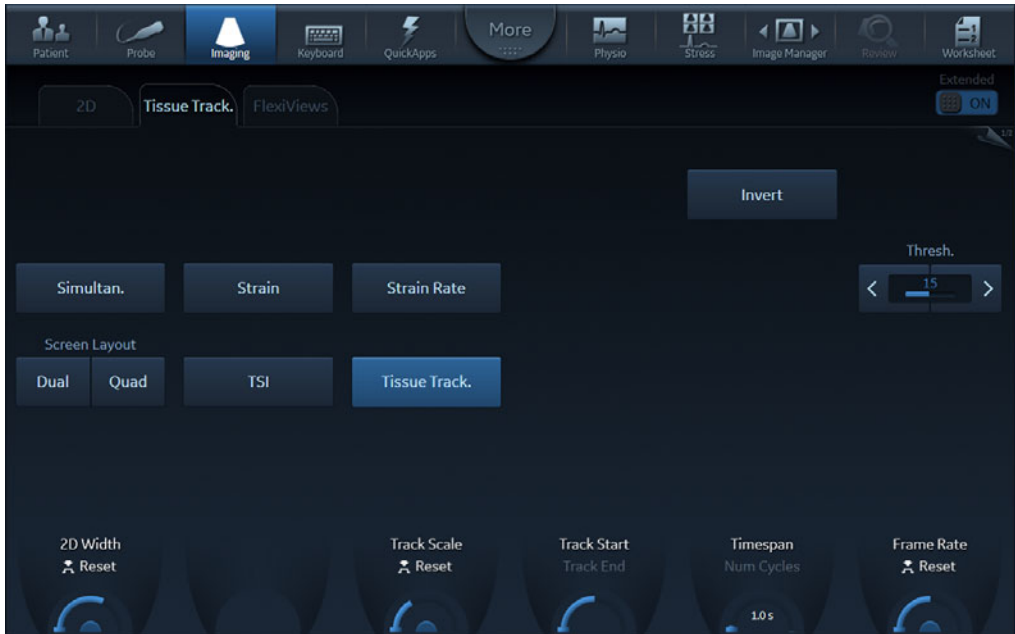 More
Patient Probe Imaging Keyboard QuickApps Physio Stress Image Manager Review Worksheet
Extended
ON
2D Tissue Track. FlexiViews
1/2
Invert
Thresh.
15
Simultan. Strain Strain Rate
Screen Layout
Dual Quad TSI Tissue Track.
2D Width Track Scale Track Start Timespan Frame Rate
Reset Reset Track End Num Cycles Reset
1.0 s